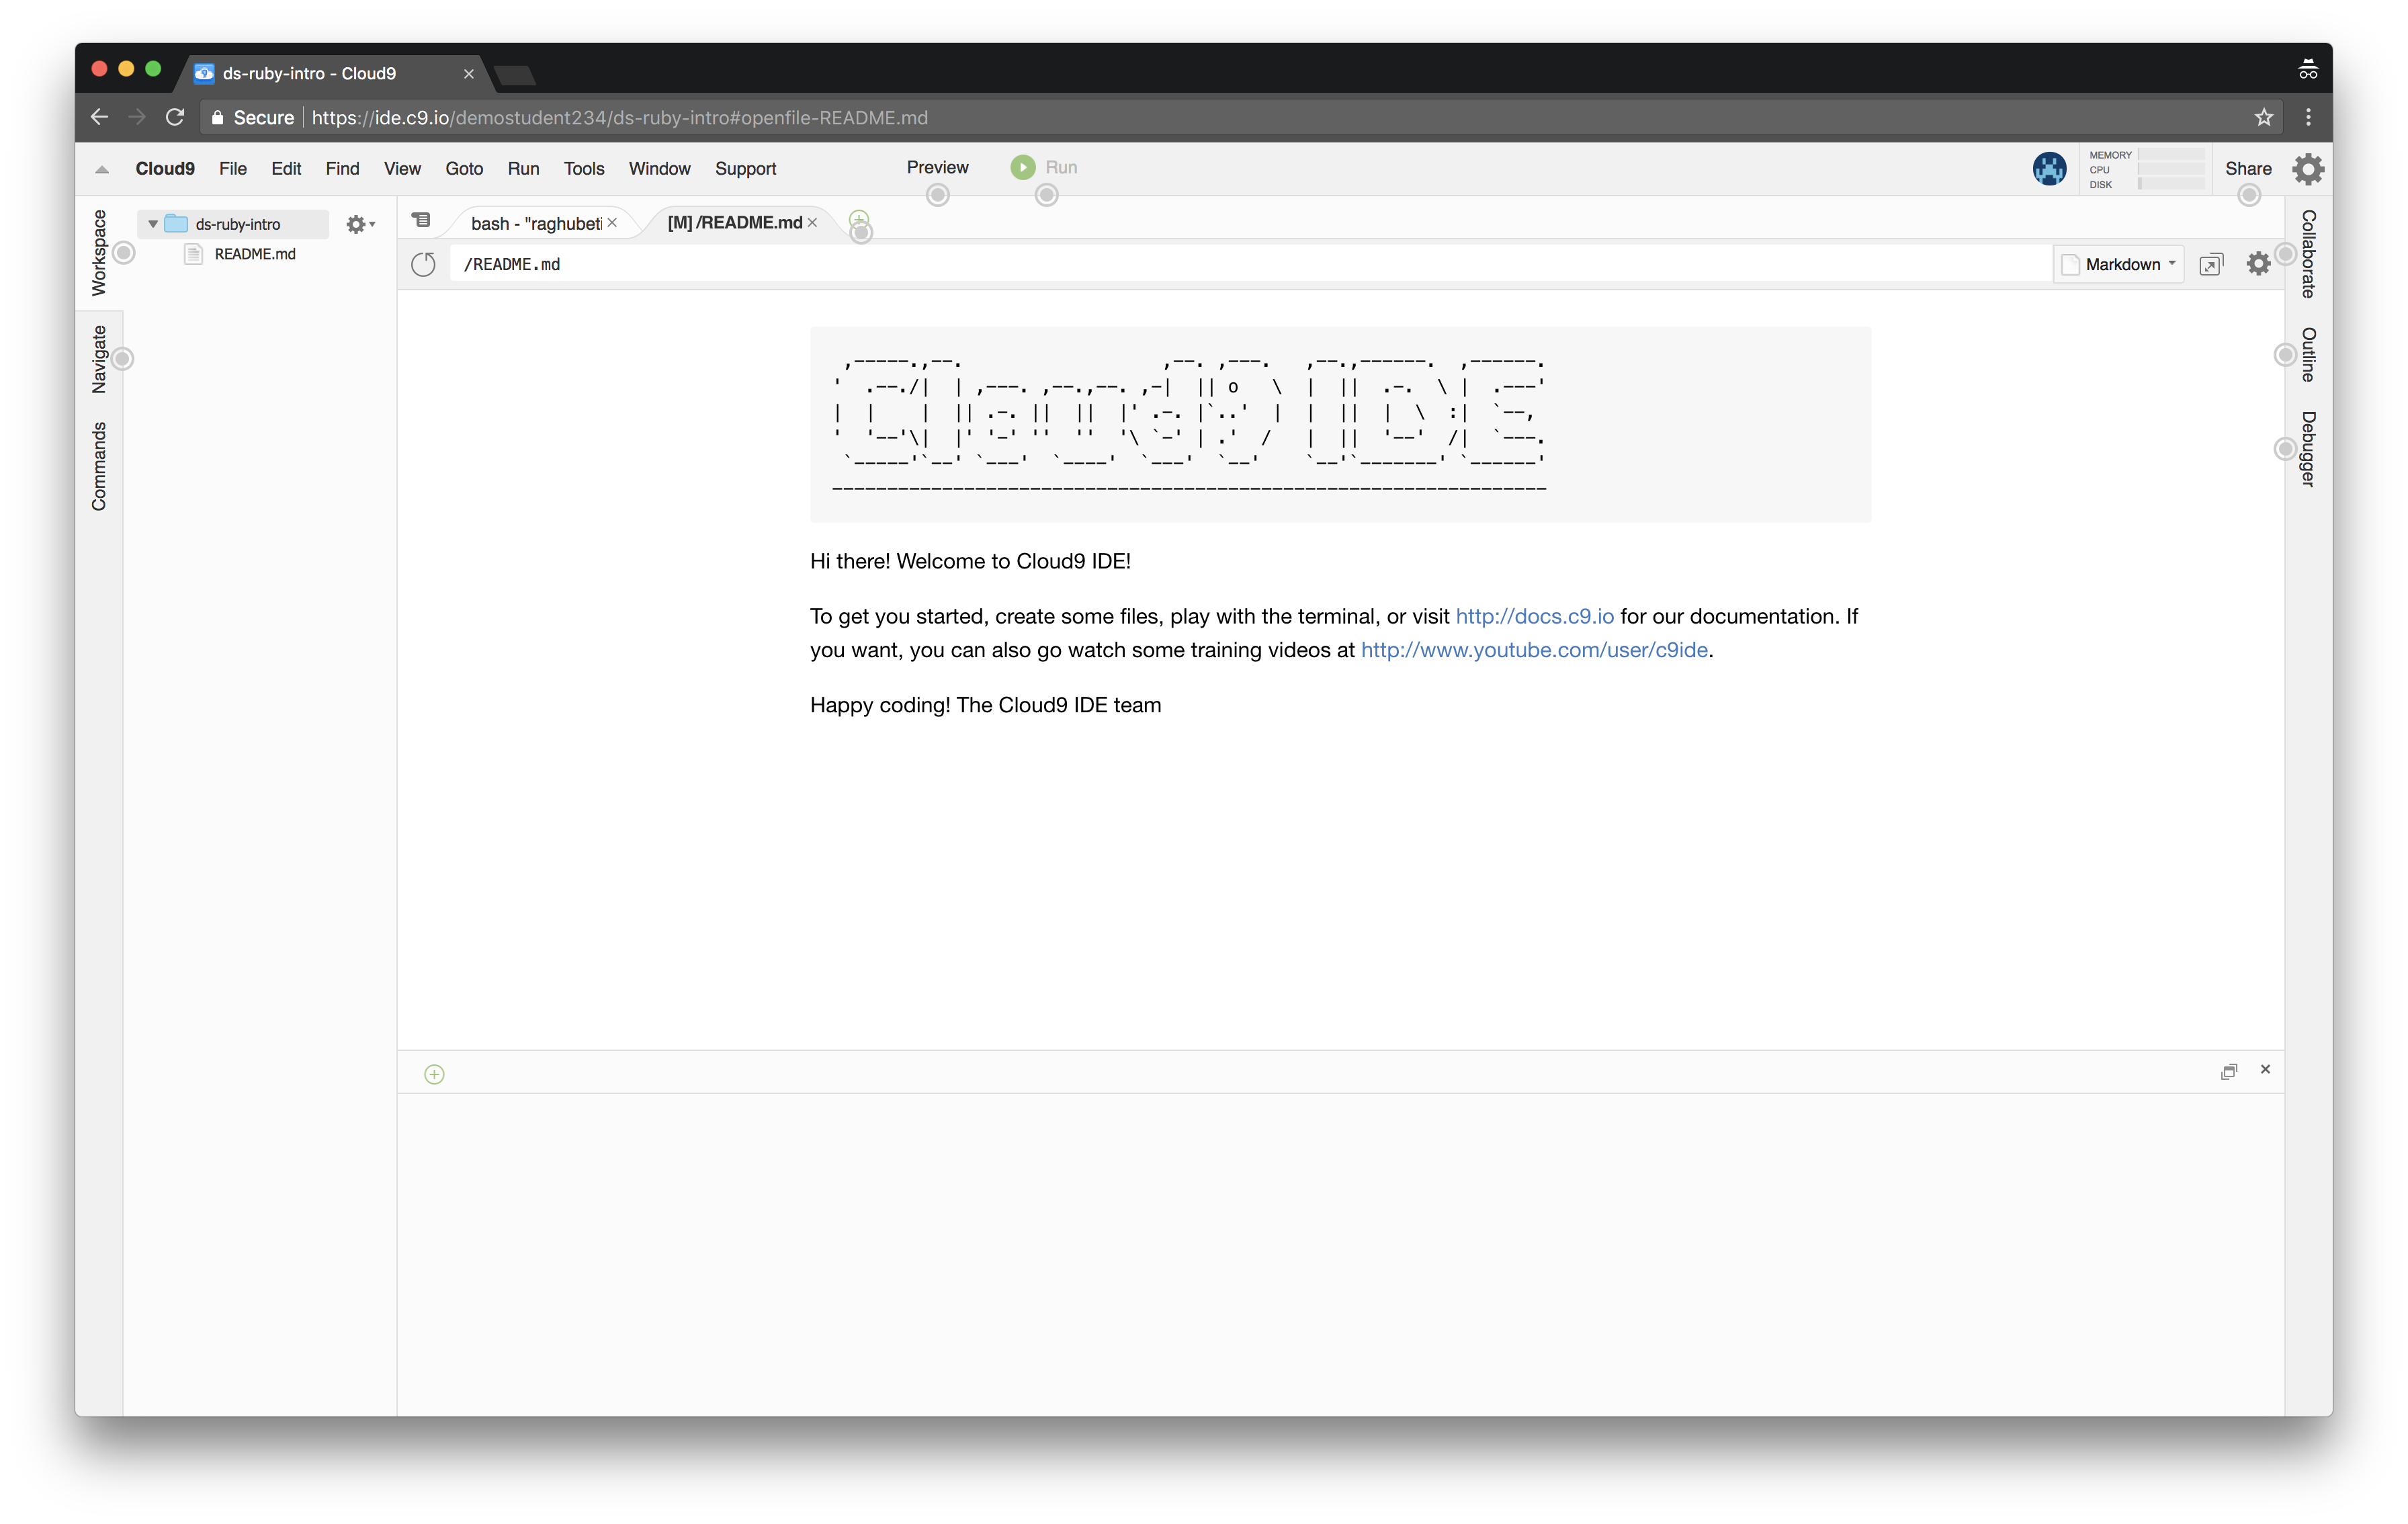 ds-ruby-intro - Cloud9
Secure https://ide.c9.io/demostudent234/ds-ruby-intro#openfile-README.md
Cloud9 File Edit Find View Goto Run Tools Window Support Preview Run MEMORY CPU DISK Share
Workspace
Navigate
Commands
ds-ruby-intro
README.md
bash - "raghubeti [M] /README.md
/README.md Markdown
Cloud9 IDE
Hi there! Welcome to Cloud9 IDE!
To get you started, create some files, play with the terminal, or visit http://docs.c9.io for our documentation. If
you want, you can also go watch some training videos at http://www.youtube.com/user/c9ide.
Happy coding! The Cloud9 IDE team
Collaborate
Outline
Debugger